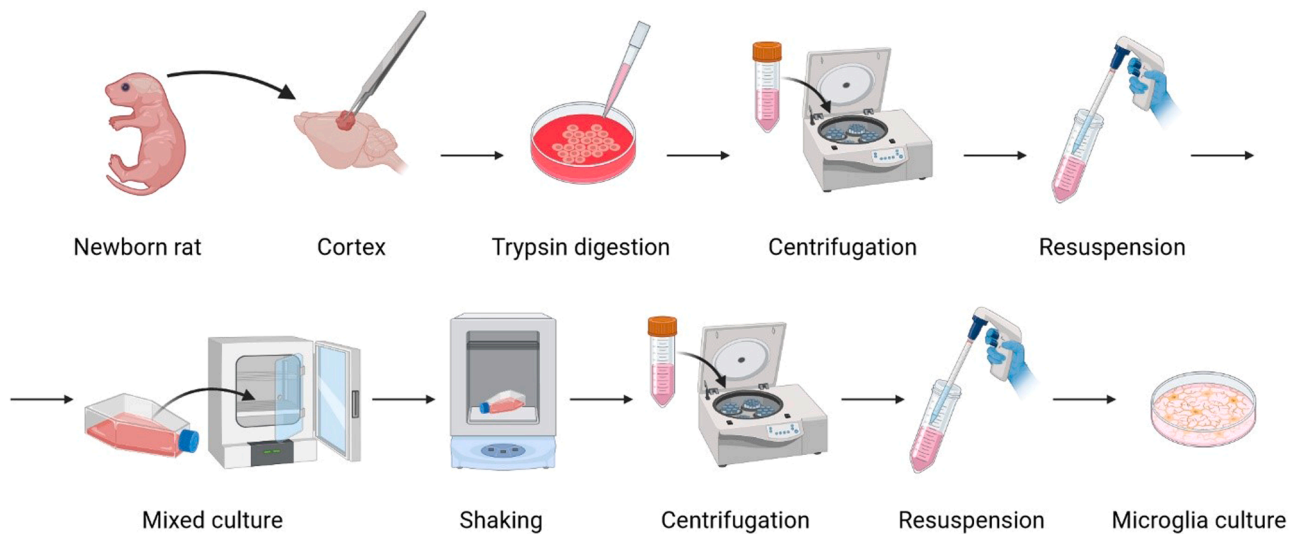 Newborn rat
Cortex
Trypsin digestion
Centrifugation
Resuspension
Mixed culture
Shaking
Centrifugation
Resuspension
Microglia culture